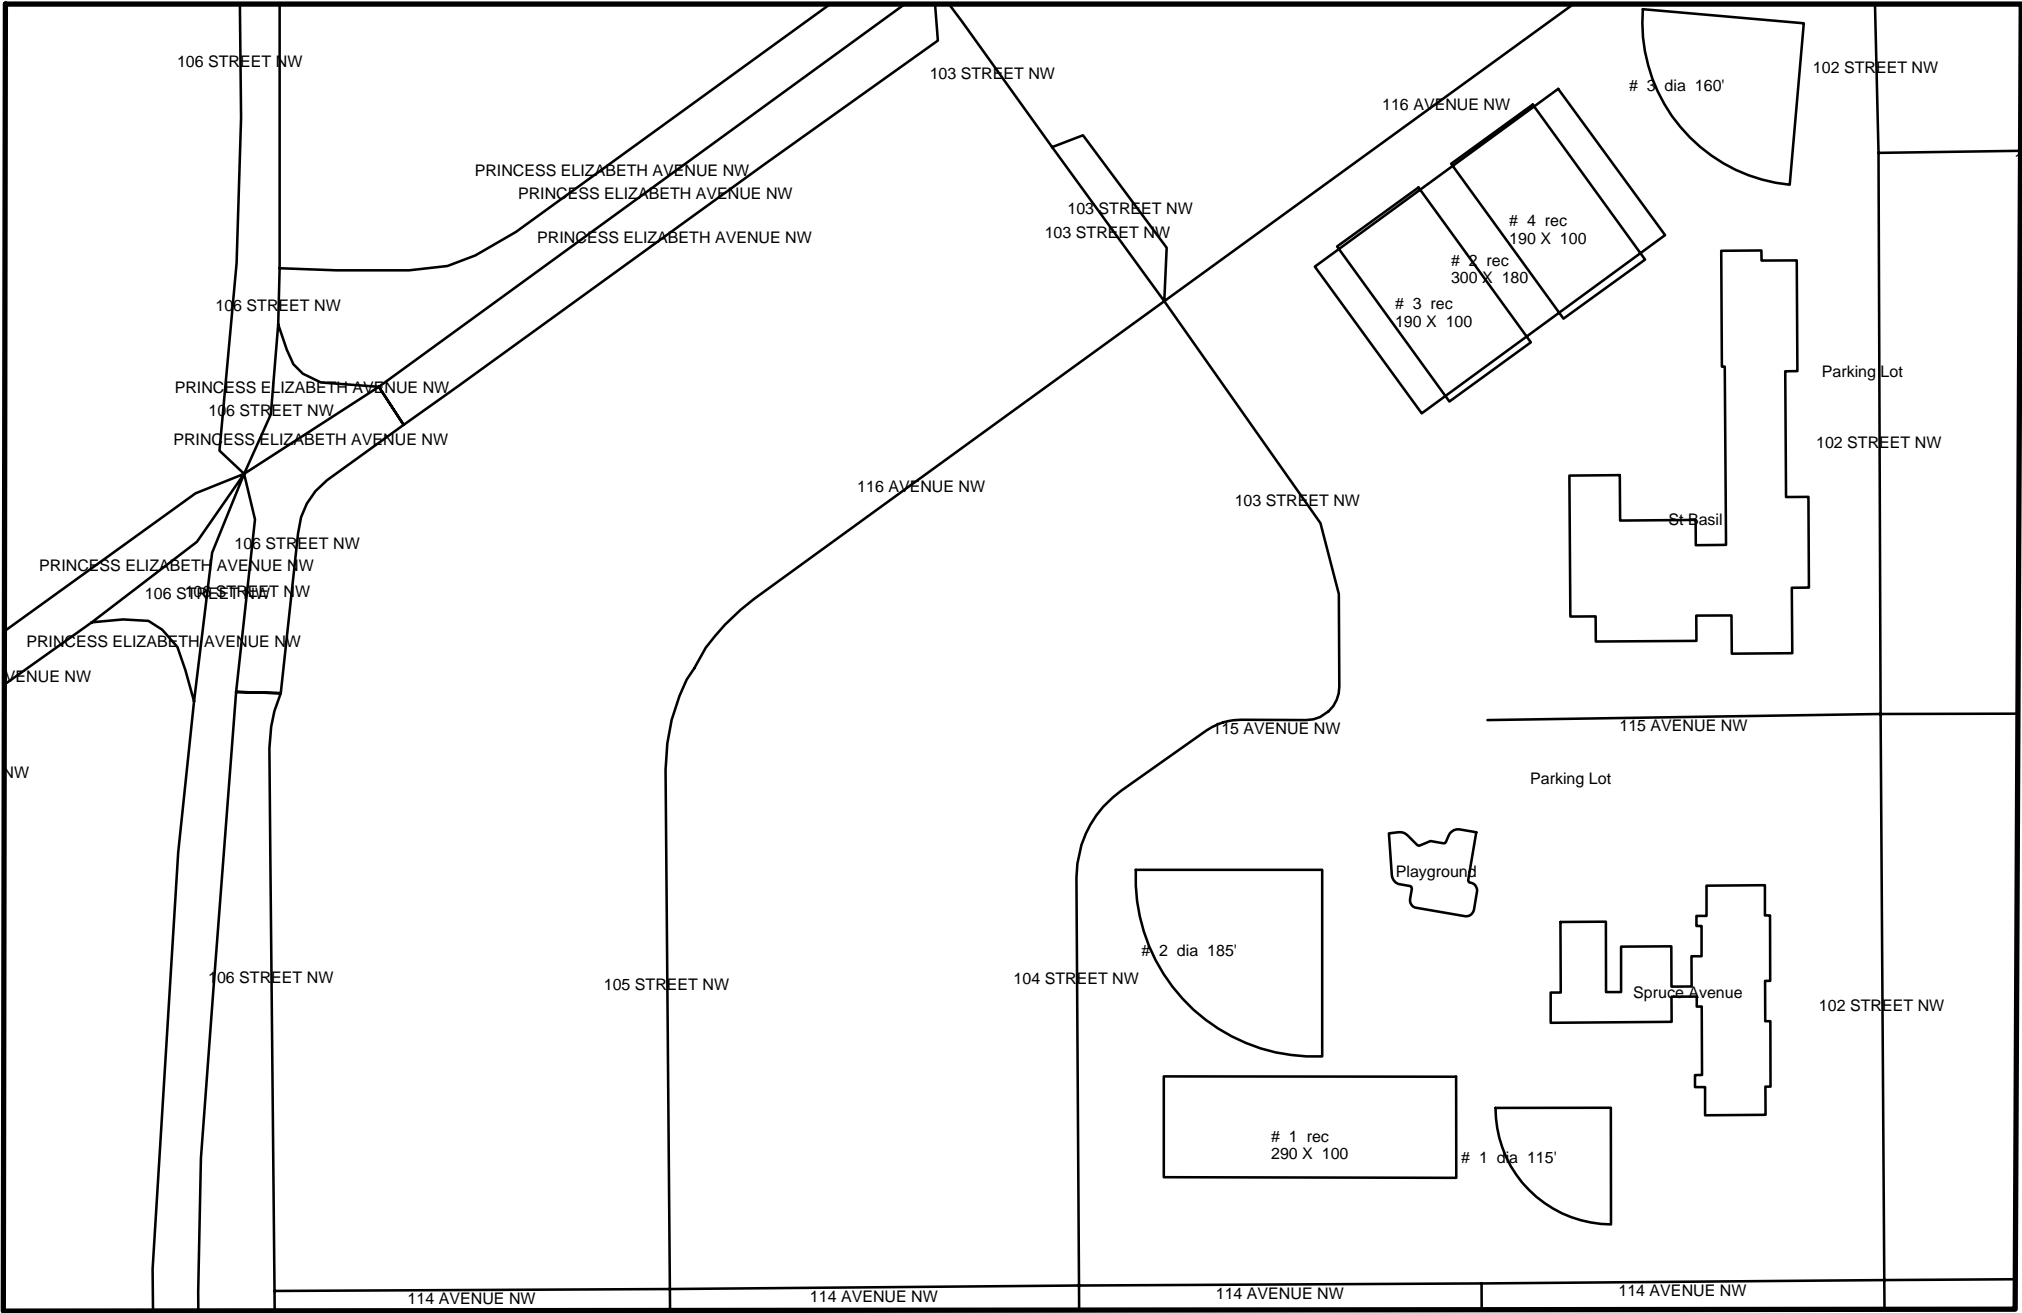 106 STREET NW
102 STREET NW
103 STREET NW
# 3 dia 160'
116 AVENUE NW
PRINCESS ELIZABETH AVENUE NW
PRINCESS ELIZABETH AVENUE NW
103 STREET NW
# 4 rec
190 X 100
103 STREET NW
PRINCESS ELIZABETH AVENUE NW
# 2 rec
300 X 180
106 STREET NW
# 3 rec
190 X 100
Parking Lot
PRINCESS ELIZABETH AVENUE NW
106 STREET NW
PRINCESS ELIZABETH AVENUE NW
102 STREET NW
116 AVENUE NW
103 STREET NW
St Basil
106 STREET NW
PRINCESS ELIZABETH AVENUE NW
106 STREET NW
106 STREET NW
PRINCESS ELIZABETH AVENUE NW
VENUE NW
115 AVENUE NW
115 AVENUE NW
NW
Parking Lot
Playground
# 2 dia 185'
106 STREET NW
105 STREET NW
104 STREET NW
Spruce Avenue
102 STREET NW
# 1 rec
290 X 100
# 1 dia 115'
114 AVENUE NW
114 AVENUE NW
114 AVENUE NW
114 AVENUE NW